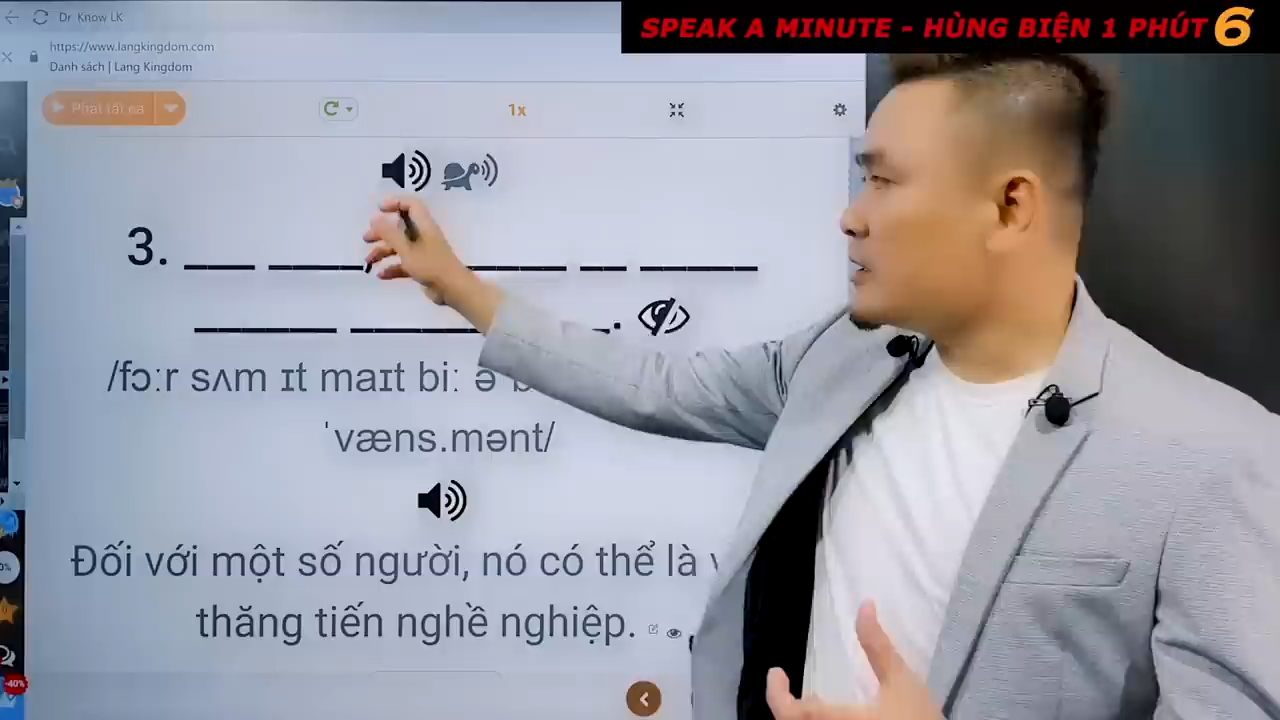 Dr. Know LK
SPEAK A MINUTE - HÙNG BIỆN 1 PHÚT 6
https://www.langkingdom.com
Danh sách | Lang Kingdom
Phát tất cả
1x
3.
/fɔːr sʌm ɪt maɪt biː ə
ˈvæns.mənt/
Đối với một số người, nó có thể là
thăng tiến nghề nghiệp.
-40%